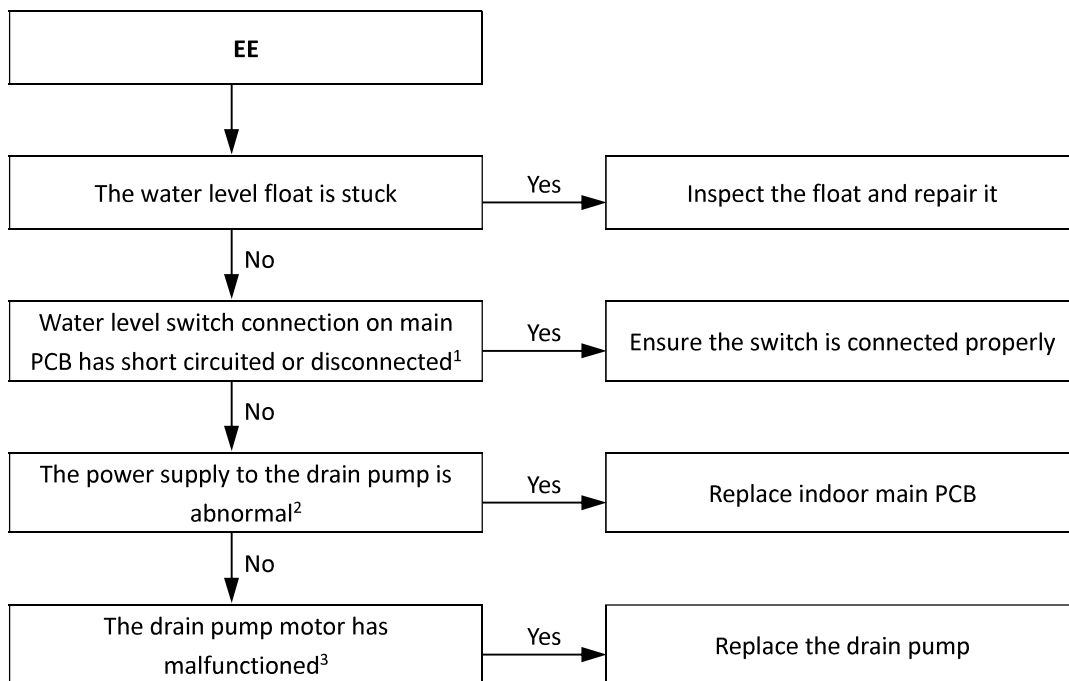 EE
The water level float is stuck
Yes
Inspect the float and repair it
No
Water level switch connection on main
PCB has short circuited or disconnected¹
Yes
Ensure the switch is connected properly
No
The power supply to the drain pump is
abnormal²
Yes
Replace indoor main PCB
No
The drain pump motor has
malfunctioned³
Yes
Replace the drain pump